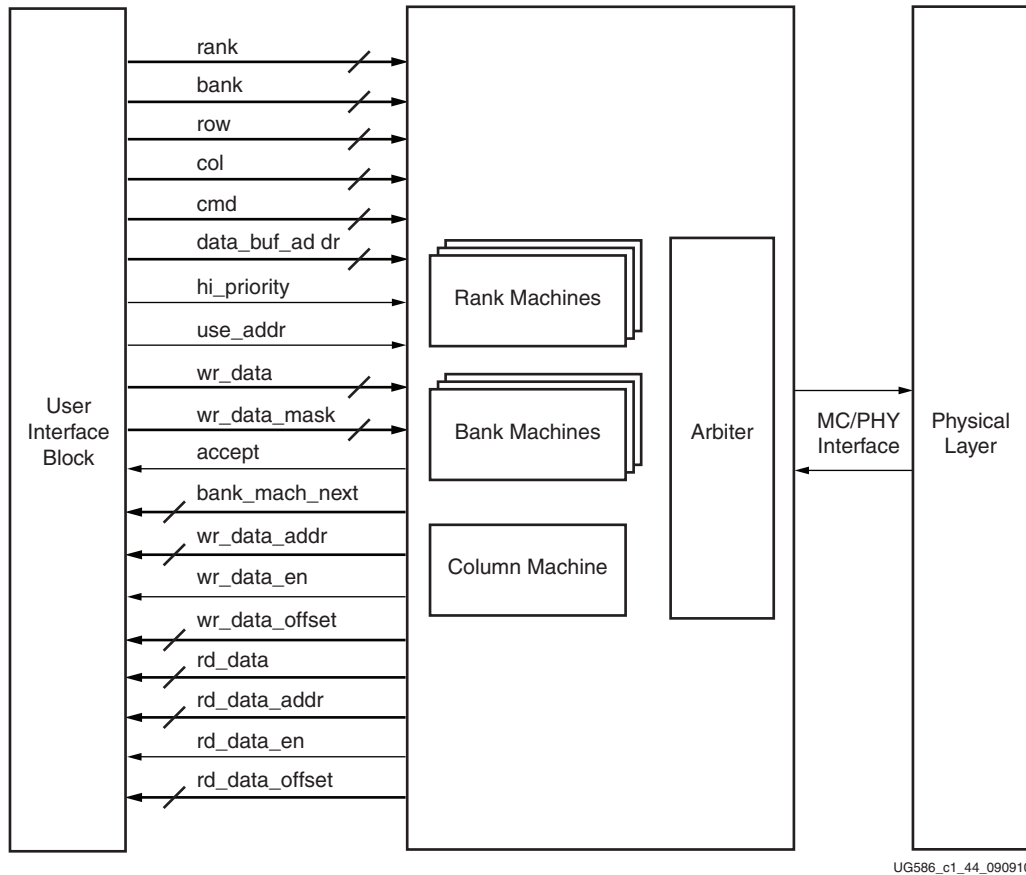 rank
bank
row
col
cmd
data_buf_ad dr
hi_priority
use_addr
wr_data
wr_data_mask
accept
bank_mach_next
wr_data_addr
wr_data_en
wr_data_offset
rd_data
rd_data_addr
rd_data_en
rd_data_offset
User
Interface
Block
Rank Machines
Bank Machines
Column Machine
Arbiter
MC/PHY
Interface
Physical
Layer
UG586_c1_44_090910